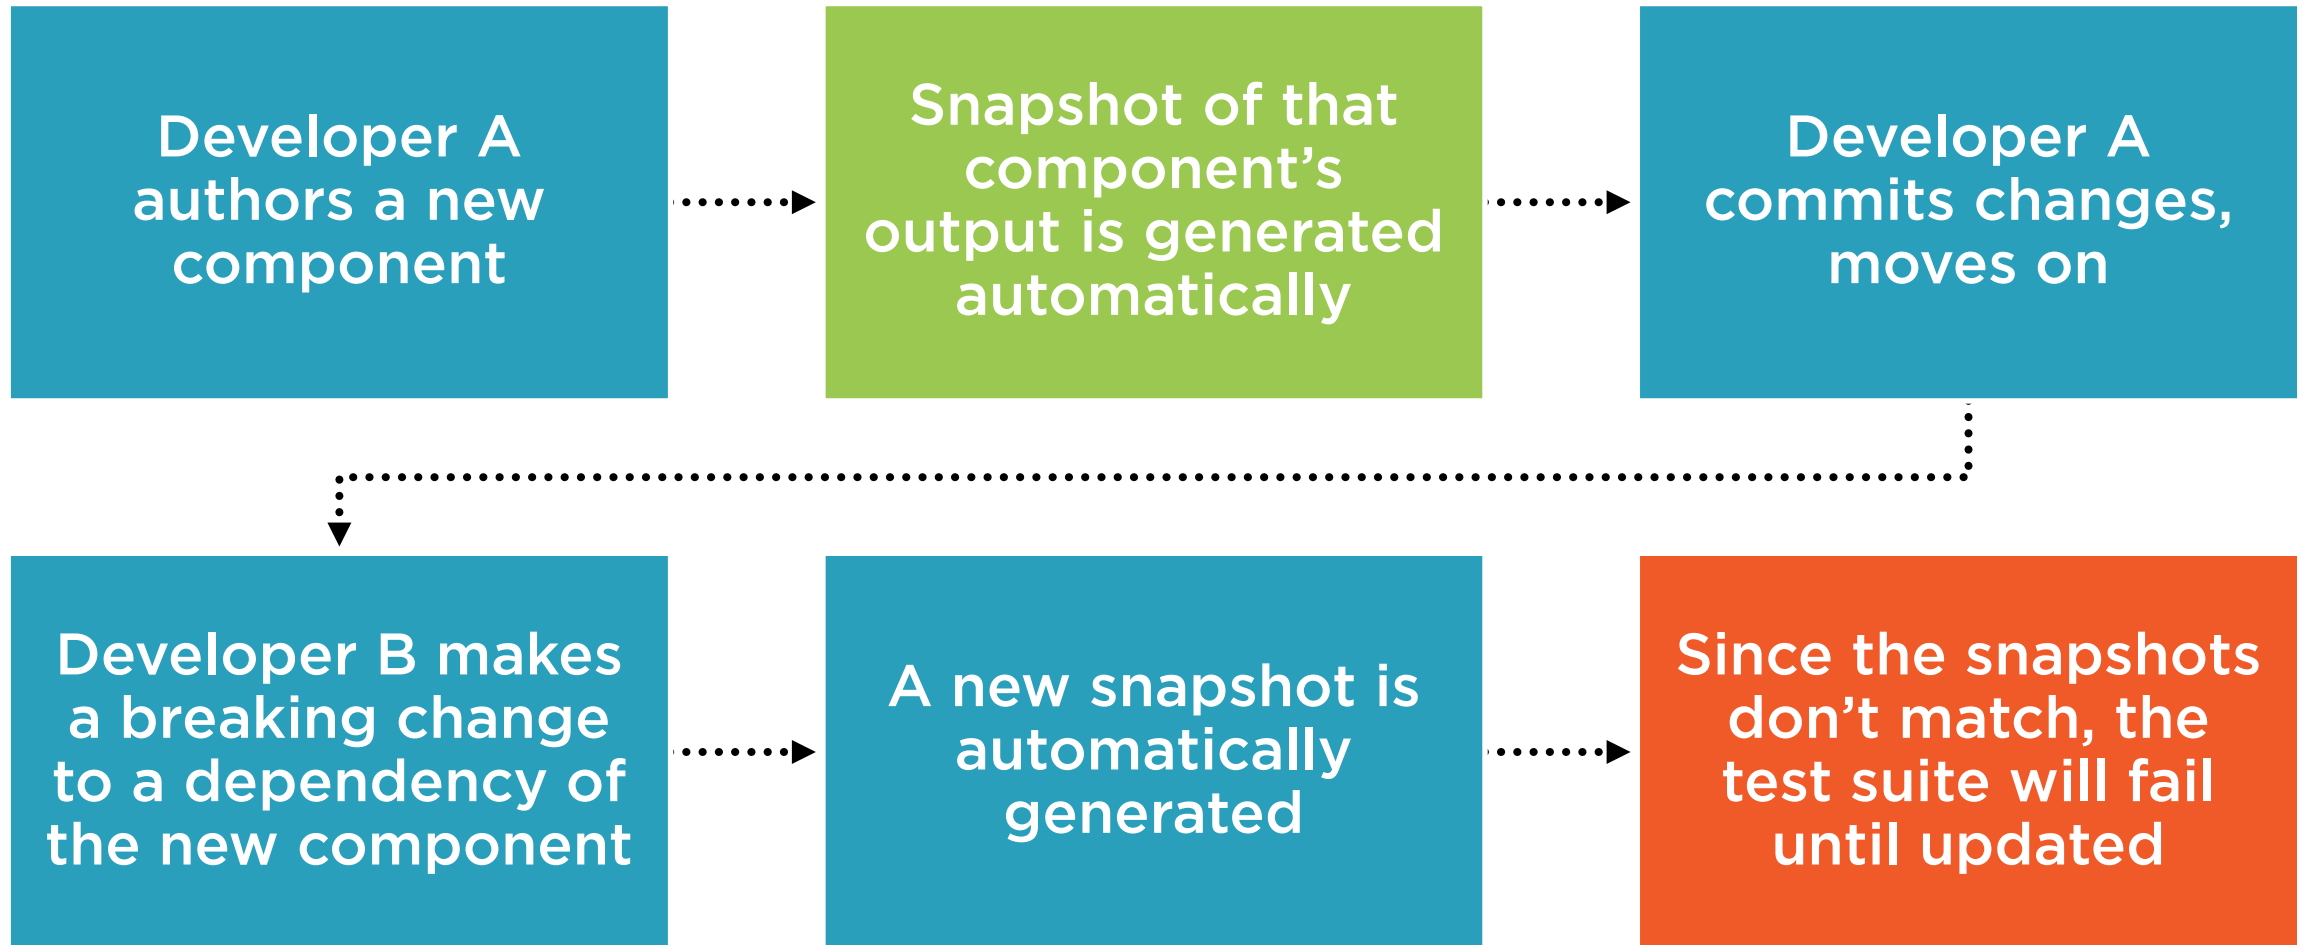 Developer A
authors a new
component
Snapshot of that
component’s
output is generated
automatically
Developer A
commits changes,
moves on
Developer B makes
a breaking change
to a dependency of
the new component
A new snapshot is
automatically
generated
Since the snapshots
don’t match, the
test suite will fail
until updated